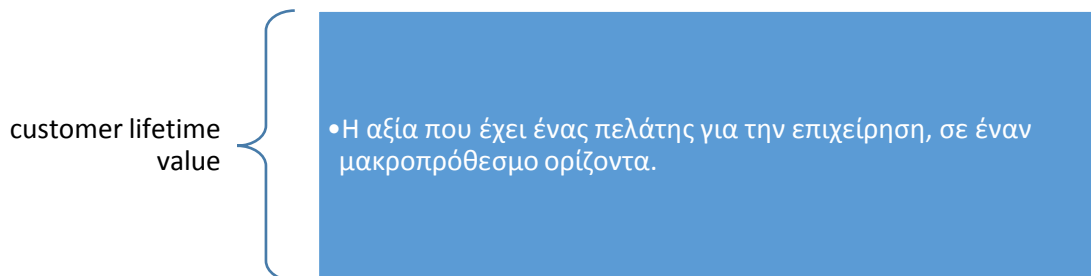 customer lifetime
value
•Η αξία που έχει ένας πελάτης για την επιχείρηση, σε έναν
μακροπρόθεσμο ορίζοντα.